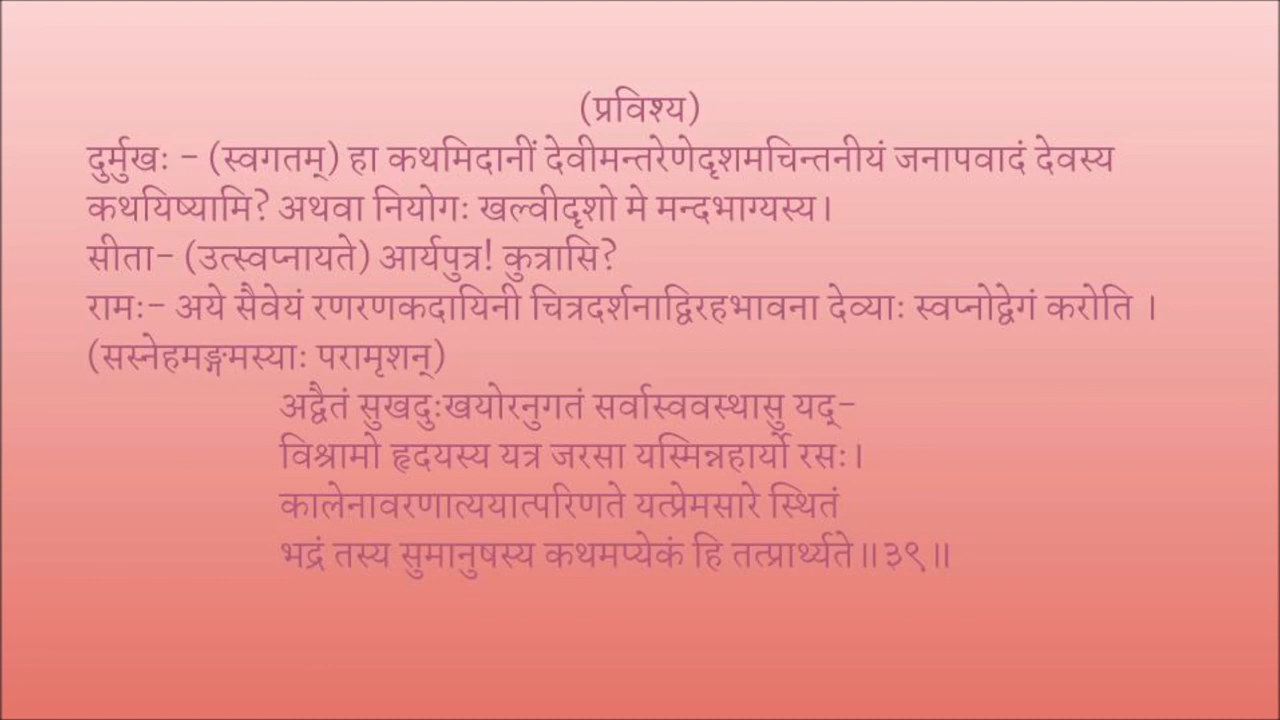 (प्रविश्य)
दुर्मुखः - (स्वगतम्) हा कथमिदानीं देवीमन्तरेणेदृशमचिन्तनीयं जनापवादं देवस्य
कथयिष्यामि? अथवा नियोगः खल्वीदृशो मे मन्दभाग्यस्य।
सीता- (उत्स्वप्नायते) आर्यपुत्र! कुत्रासि?
रामः- अये सैवेयं रणरणकदायिनी चित्रदर्शनाद्विरहभावना देव्याः स्वप्नोद्वेगं करोति ।
(सस्नेहमङ्गमस्याः परामृशन्)
अद्वैतं सुखदुःखयोरनुगतं सर्वास्ववस्थासु यद्-
विश्रामो हृदयस्य यत्र जरसा यस्मिन्नहार्यो रसः।
कालेनावरणात्ययात्परिणते यत्प्रेमसारे स्थितं
भद्रं तस्य सुमानुषस्य कथमप्येकं हि तत्प्रार्थ्यते॥३९॥